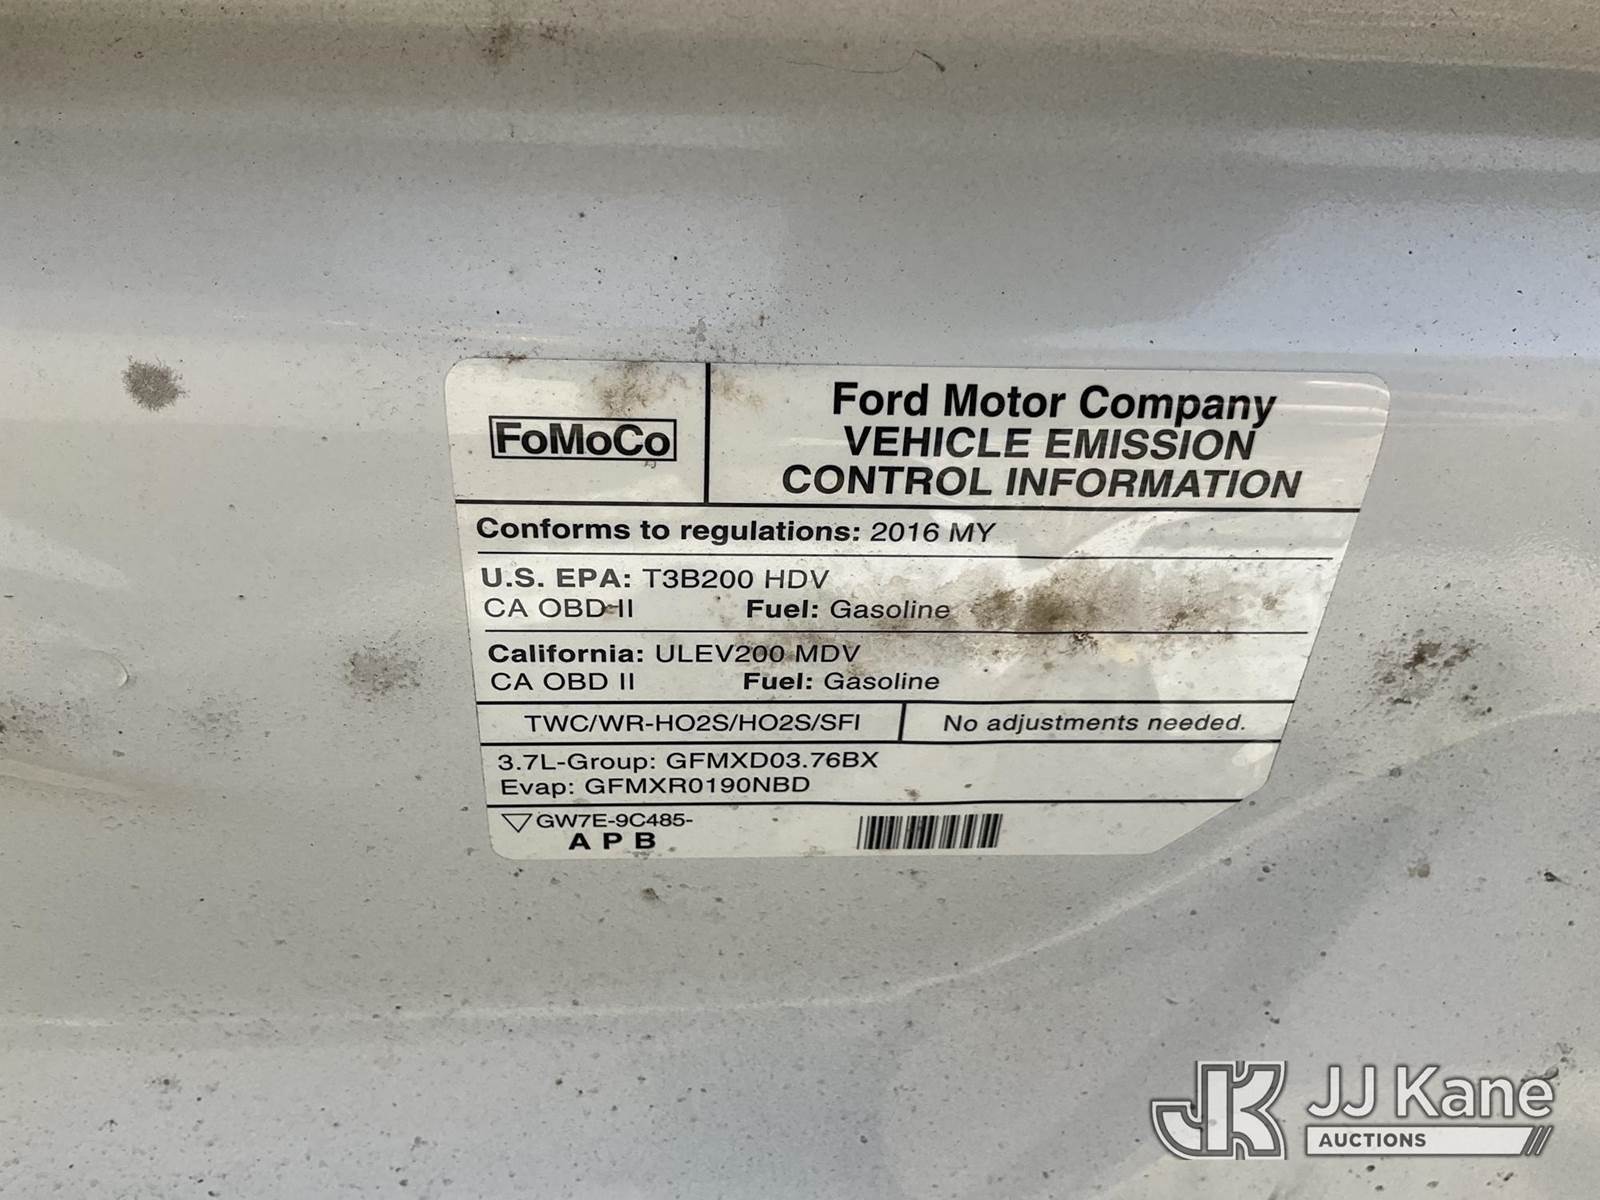 FoMoCo
Ford Motor Company
VEHICLE EMISSION
CONTROL INFORMATION
Conforms to regulations: 2016 MY
U.S. EPA: T3B200 HDV
CA OBD II Fuel: Gasoline
California: ULEV200 MDV
CA OBD II Fuel: Gasoline
TWC/WR-HO2S/HO2S/SFI No adjustments needed.
3.7L-Group: GFMXD03.76BX
Evap: GFMXR0190NBD
GW7E-9C485-
A P B
JK JJ Kane
AUCTIONS